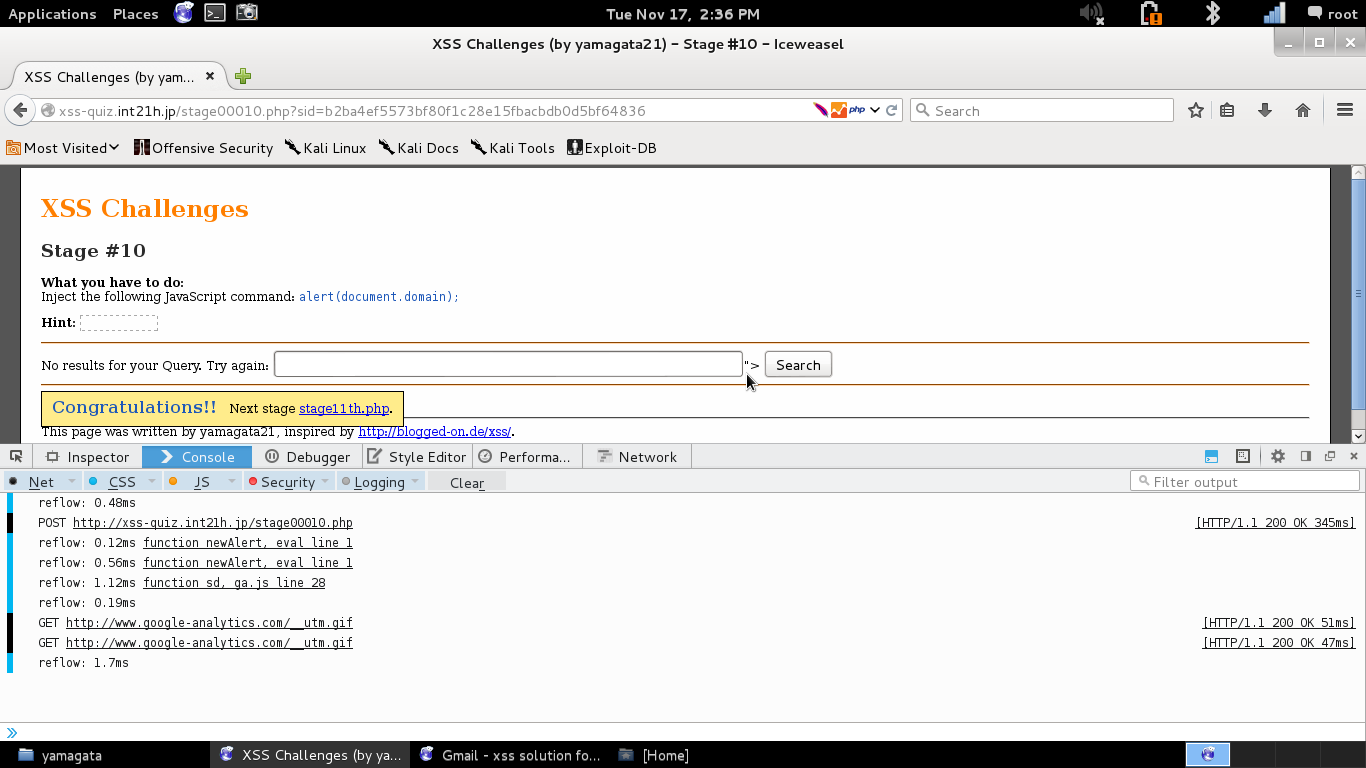 Applications Places Tue Nov 17, 2:36 PM root
XSS Challenges (by yamagata21) – Stage #10 – Iceweasel
XSS Challenges (by yam...
xss-quiz.int21h.jp/stage00010.php?sid=b2ba4ef5573bf80f1c28e15fbacbdb0d5bf64836 php Search
Most Visited Offensive Security Kali Linux Kali Docs Kali Tools Exploit-DB
XSS Challenges
Stage #10
What you have to do:
Inject the following JavaScript command: alert(document.domain);
Hint:
No results for your Query. Try again: "> Search
Congratulations!! Next stage stage11th.php.
This page was written by yamagata21, inspired by http://blogged-on.de/xss/.
Inspector Console Debugger Style Editor Performa... Network
Net CSS JS Security Logging Clear Filter output
reflow: 0.48ms
POST http://xss-quiz.int21h.jp/stage00010.php [HTTP/1.1 200 OK 345ms]
reflow: 0.12ms function newAlert, eval line 1
reflow: 0.56ms function newAlert, eval line 1
reflow: 1.12ms function sd, ga.js line 28
reflow: 0.19ms
GET http://www.google-analytics.com/__utm.gif [HTTP/1.1 200 OK 51ms]
GET http://www.google-analytics.com/__utm.gif [HTTP/1.1 200 OK 47ms]
reflow: 1.7ms
yamagata XSS Challenges (by ya... Gmail – xss solution fo... [Home]